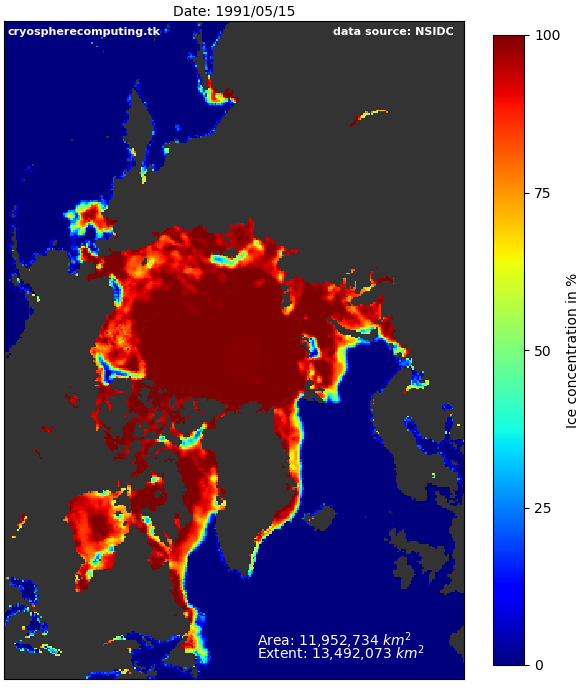 Date: 1991/05/15
cryospherecomputing.tk
data source: NSIDC
100
75
50
25
0
Ice concentration in %
Area: 11,952,734 km²
Extent: 13,492,073 km²